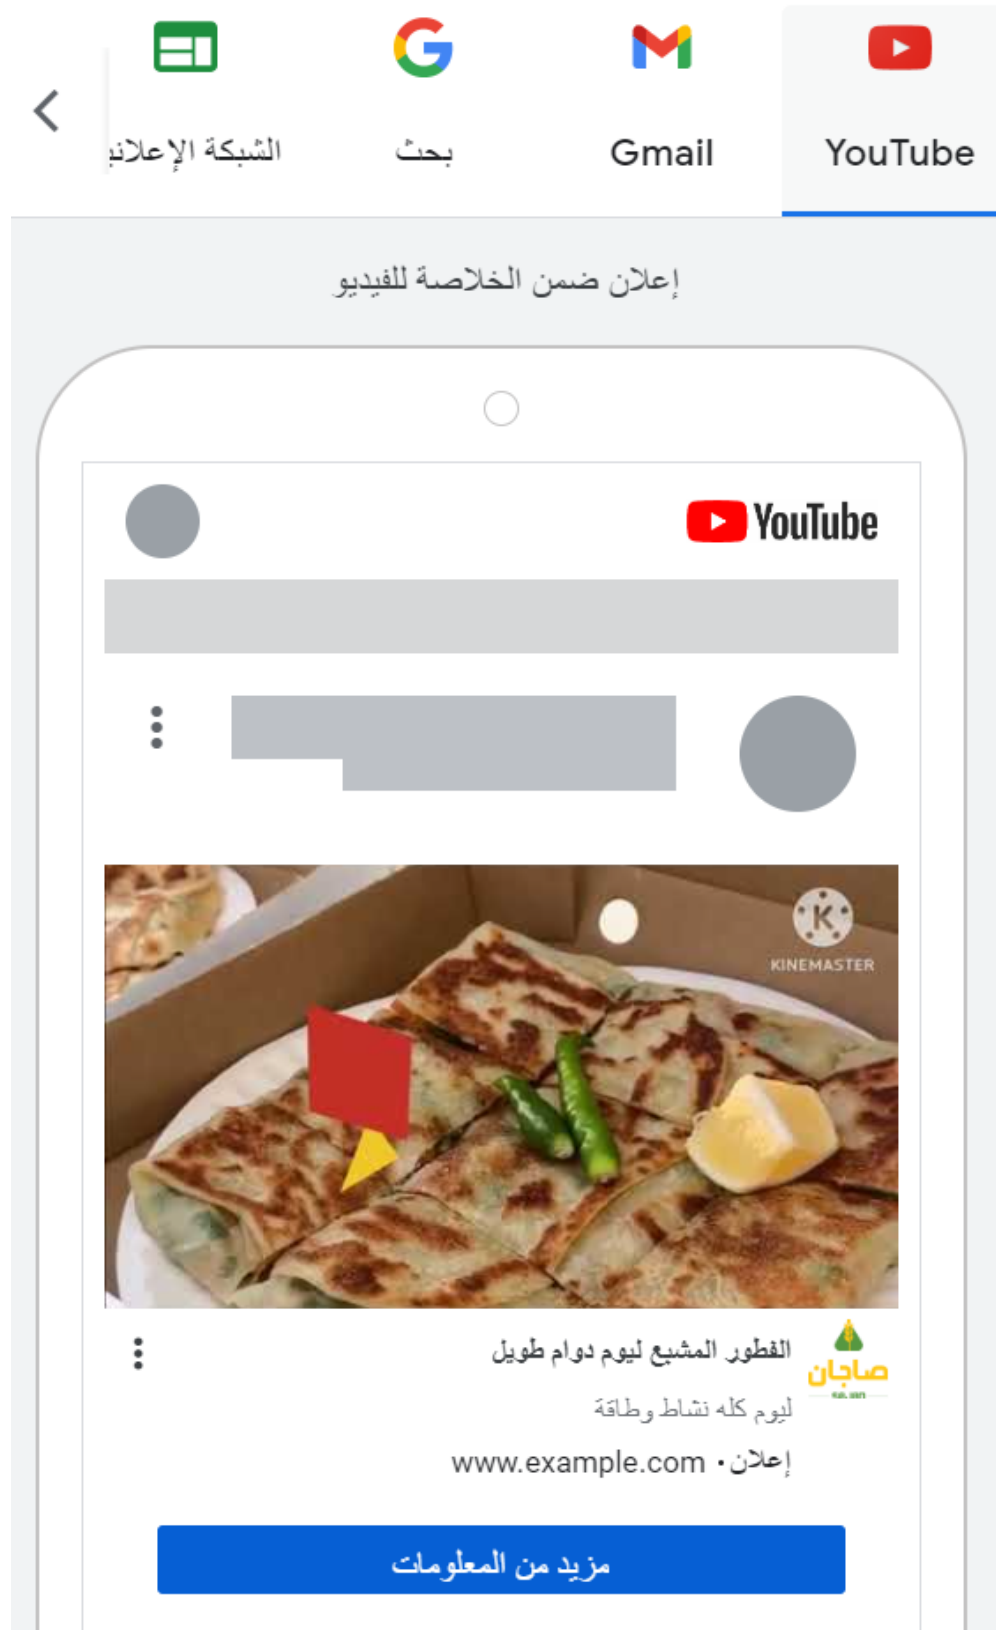 YouTube
Gmail
بحث
الشبكة الإعلاني
إعلان ضمن الخلاصة للفيديو
YouTube
K
KINEMASTER
الفطور المشبع ليوم دوام طويل
صاجان
ليوم كله نشاط وطاقة
إعلان • www.example.com
مزيد من المعلومات